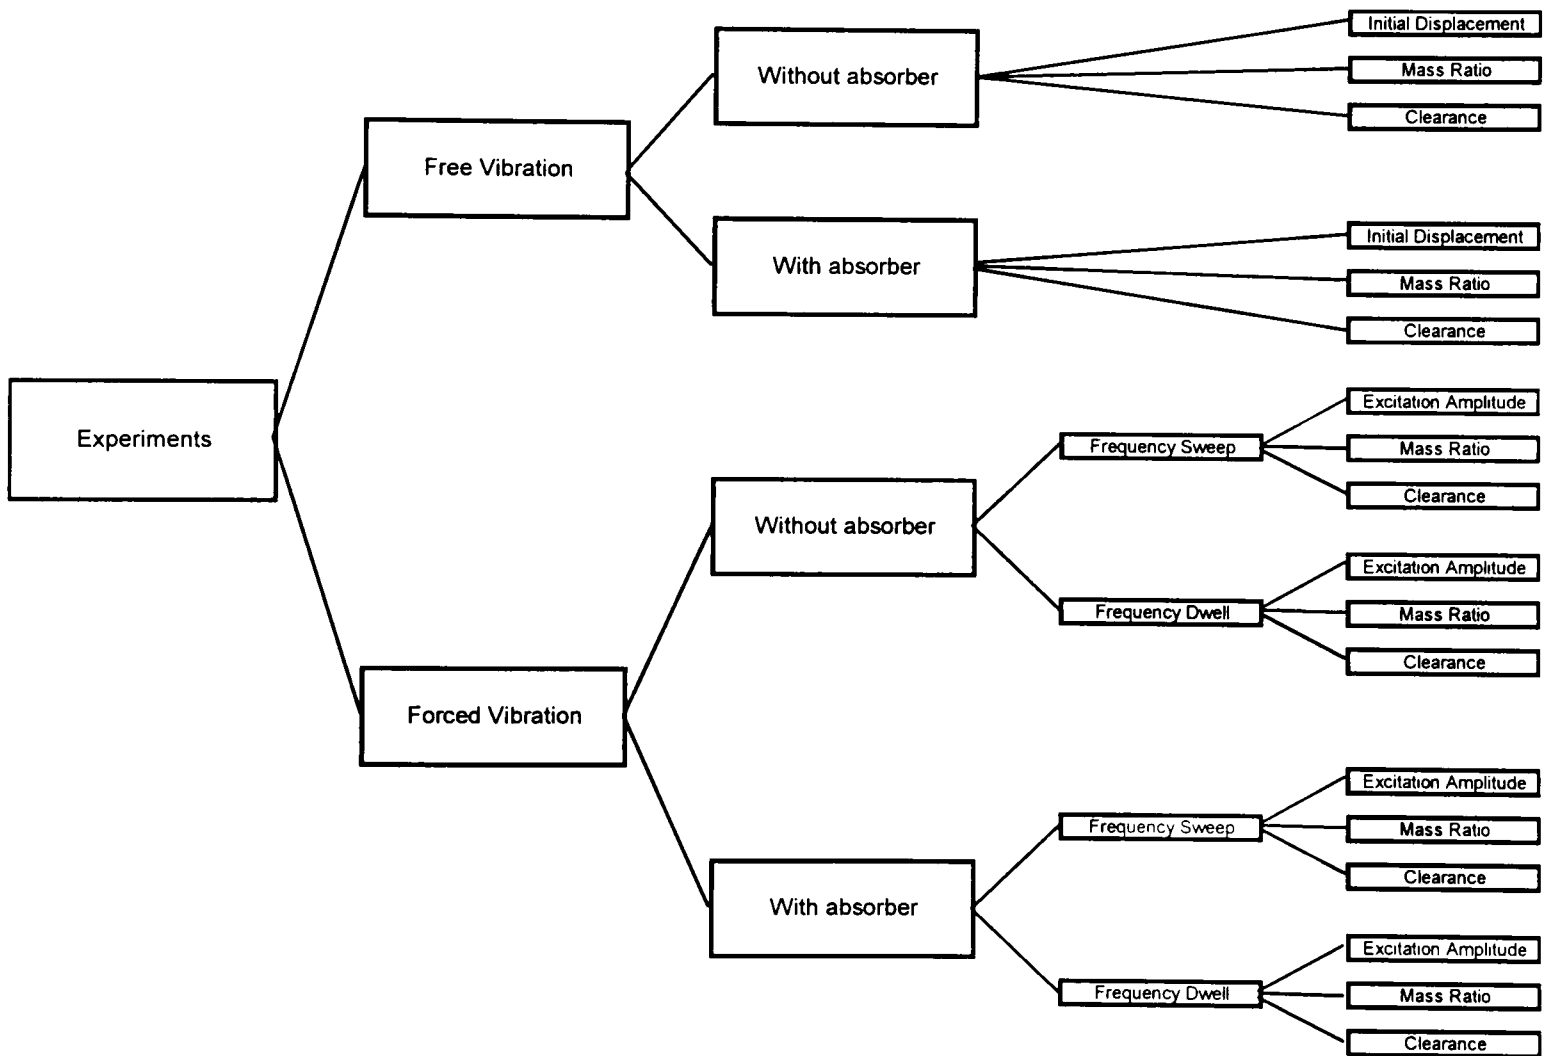 Experiments
Free Vibration
Without absorber
Initial Displacement
Mass Ratio
Clearance
With absorber
Initial Displacement
Mass Ratio
Clearance
Forced Vibration
Without absorber
Frequency Sweep
Excitation Amplitude
Mass Ratio
Clearance
Frequency Dwell
Excitation Amplitude
Mass Ratio
Clearance
With absorber
Frequency Sweep
Excitation Amplitude
Mass Ratio
Clearance
Frequency Dwell
Excitation Amplitude
Mass Ratio
Clearance